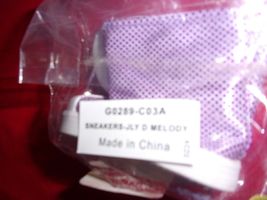 G0289-C03A
SNEAKERS-JLY D MELODY
Made in China